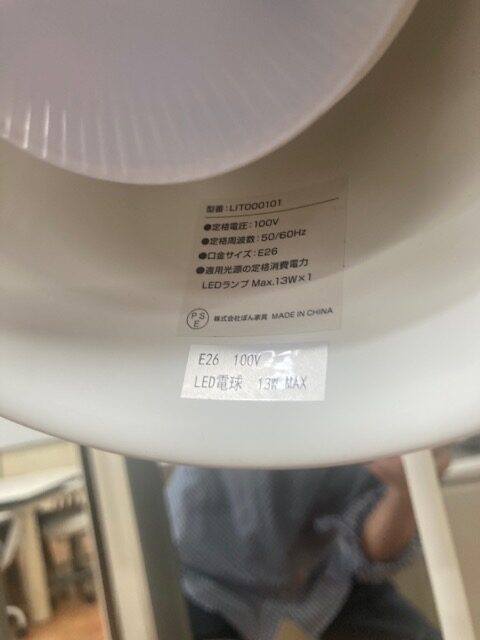 型番：LIT000101
●定格電圧：100V
●定格周波数：50/60Hz
●口金サイズ：E26
●適用光源の定格消費電力
LEDランプ Max.13W×1
PSE 株式会社ぼん家具 MADE IN CHINA
E26 100V
LED電球 13W MAX